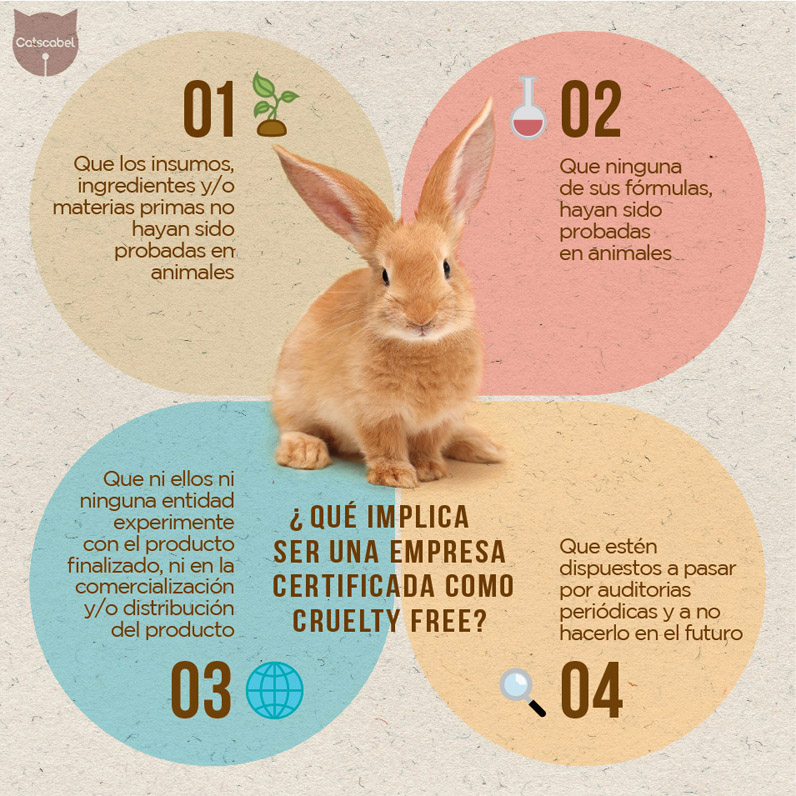 Catscabel
01
Que los insumos,
ingredientes y/o
materias primas no
hayan sido
probadas en
animales
02
Que ninguna
de sus fórmulas,
hayan sido
probadas
en ánimales
¿ QUÉ IMPLICA
SER UNA EMPRESA
CERTIFICADA COMO
CRUELTY FREE?
Que ni ellos ni
ninguna entidad
experimente
con el producto
finalizado, ni en la
comercialización
y/o distribución
del producto
03
Que estén
dispuestos a pasar
por auditorias
periódicas y a no
hacerlo en el futuro
04